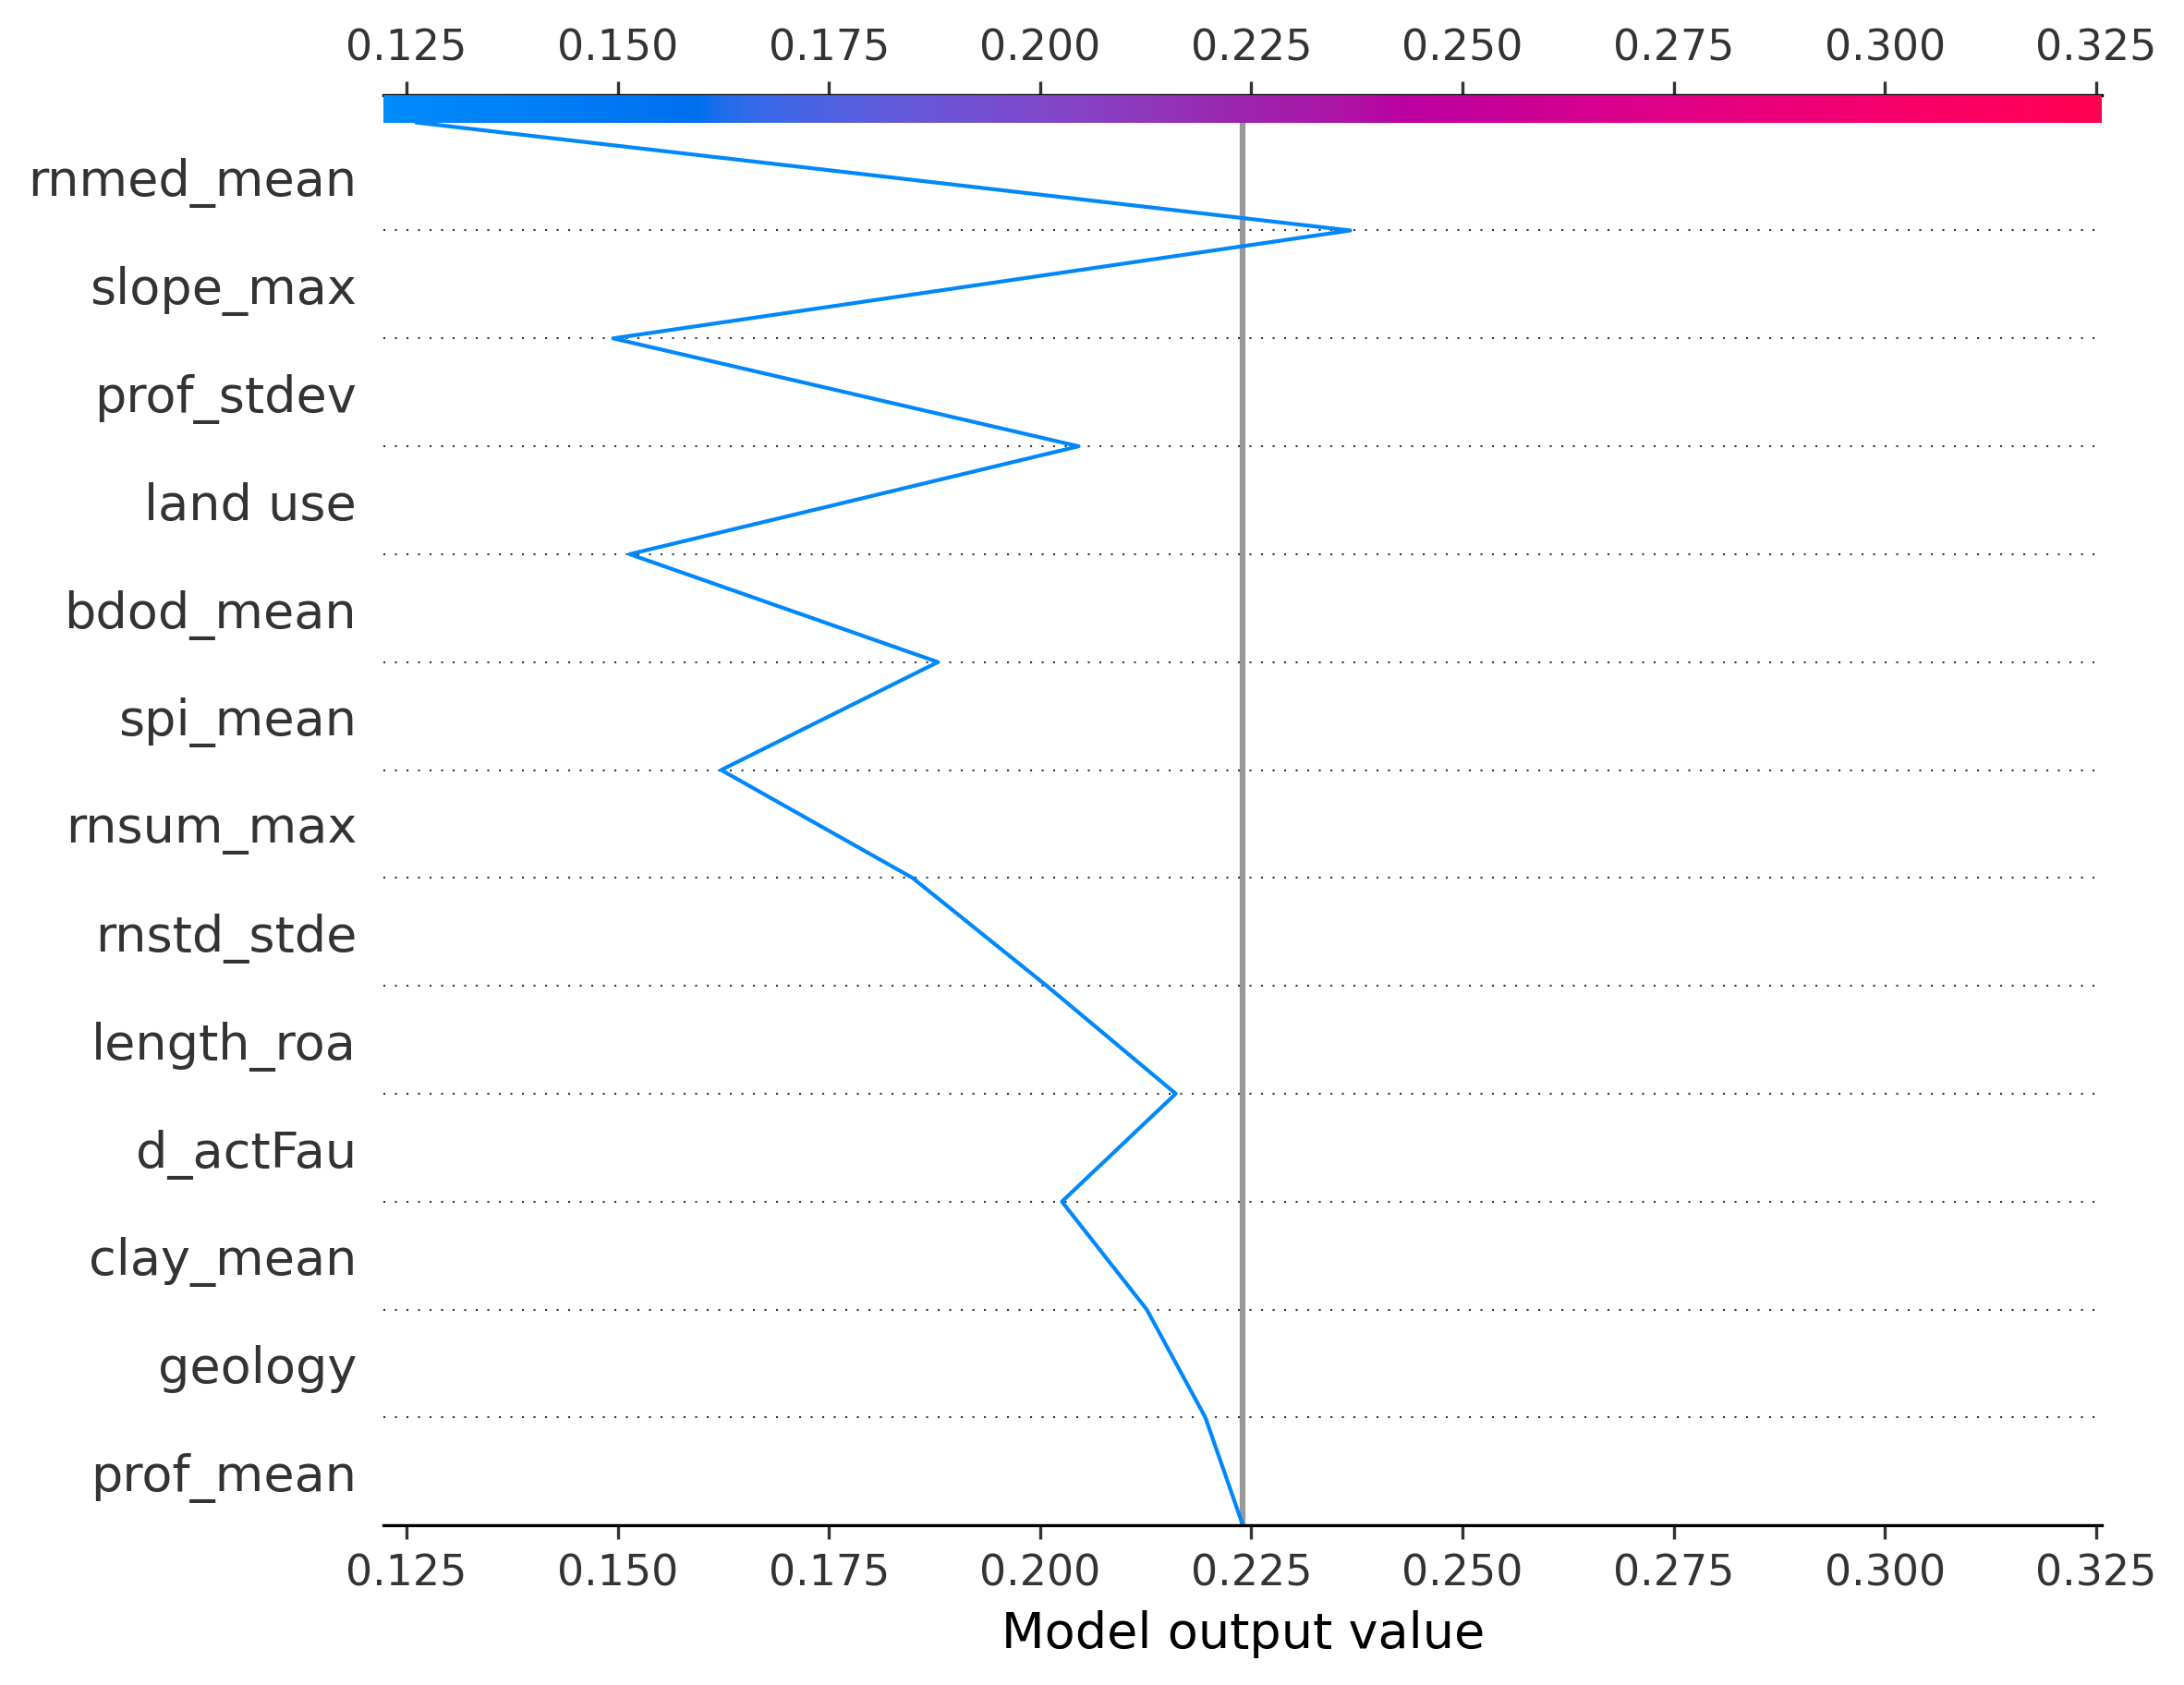 0.125 0.150 0.175 0.200 0.225 0.250 0.275 0.300 0.325
rnmed_mean
slope_max
prof_stdev
land use
bdod_mean
spi_mean
rnsum_max
rnstd_stde
length_roa
d_actFau
clay_mean
geology
prof_mean
0.125 0.150 0.175 0.200 0.225 0.250 0.275 0.300 0.325
Model output value